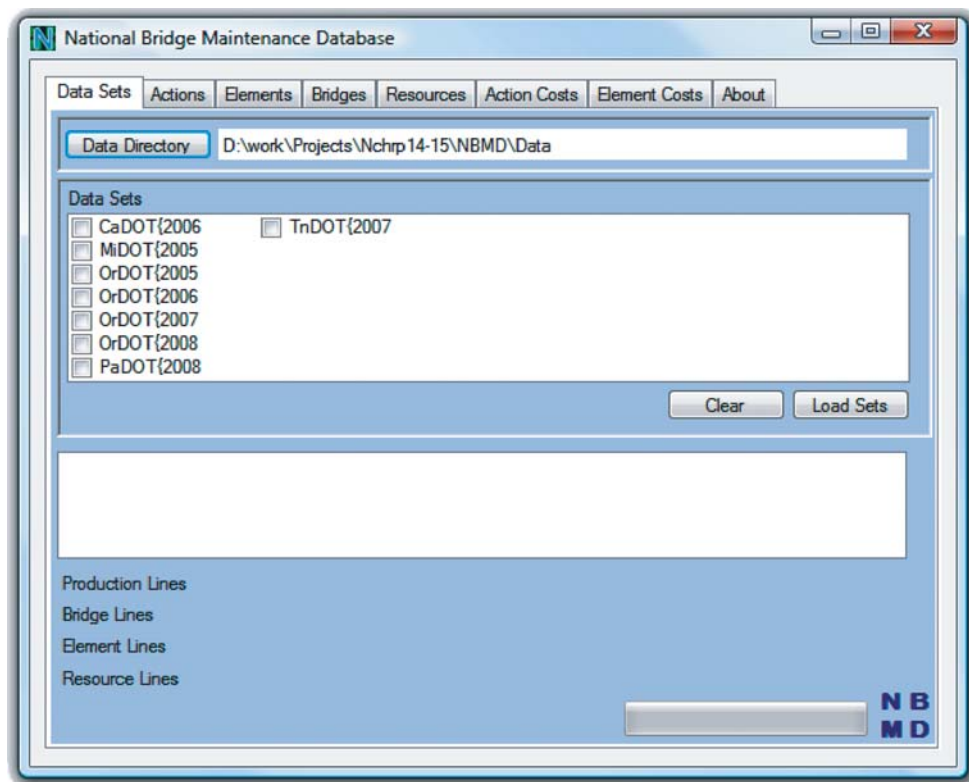 National Bridge Maintenance Database
Data Sets Actions Elements Bridges Resources Action Costs Element Costs About
Data Directory D:\work\Projects\Nchrp14-15\NBMD\Data
Data Sets
CaDOT{2006 TnDOT{2007
MiDOT{2005
OrDOT{2005
OrDOT{2006
OrDOT{2007
OrDOT{2008
PaDOT{2008
Clear Load Sets
Production Lines
Bridge Lines
Element Lines
Resource Lines
N B
M D